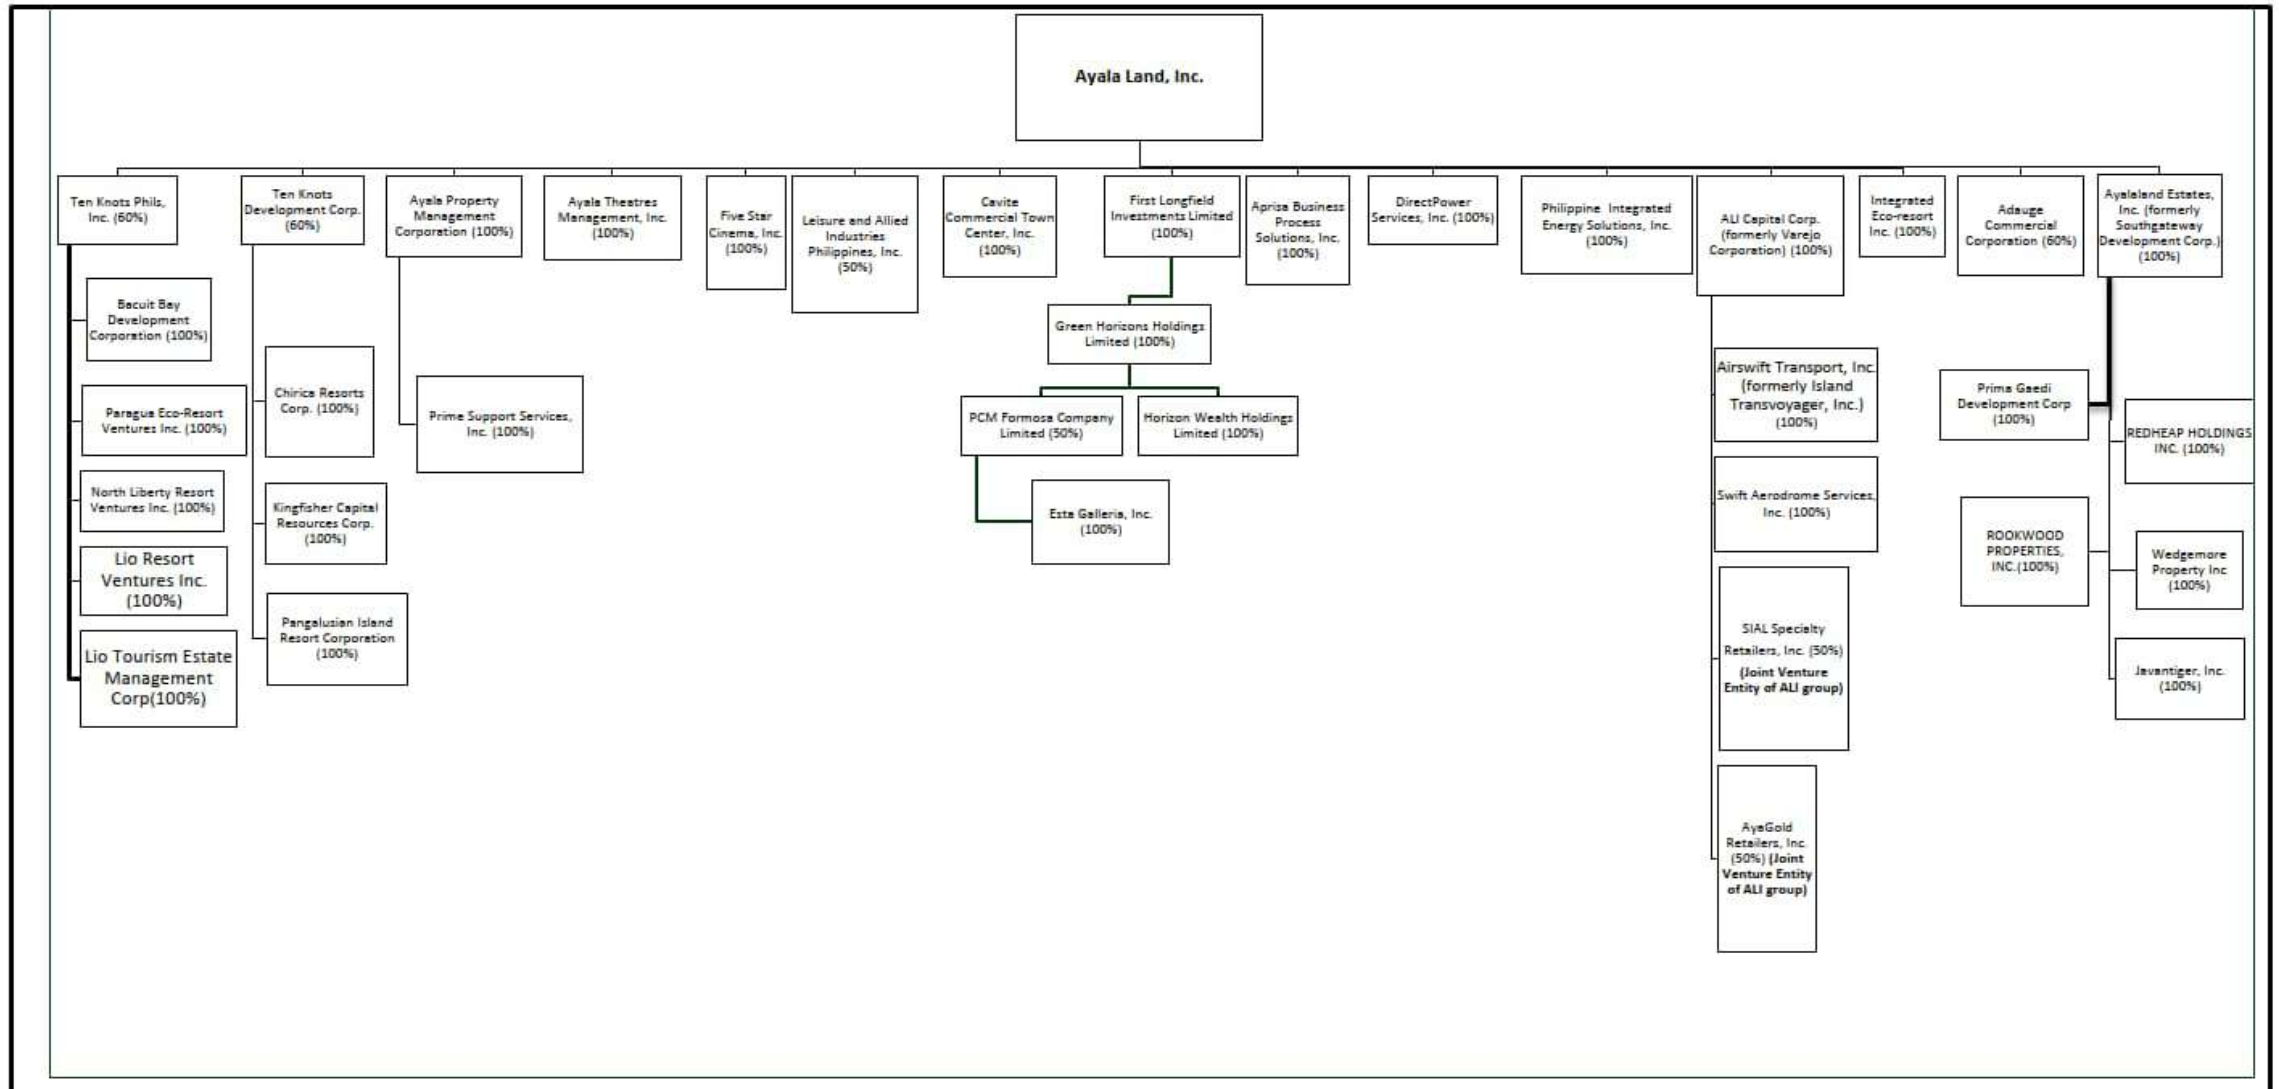 Ayala Land, Inc.
Ten Knots Phils,
Inc. (60%)
Ten Knots
Development Corp.
(60%)
Ayala Property
Management
Corporation (100%)
Ayala Theatres
Management, Inc.
(100%)
Five Star
Cinema, Inc.
(100%)
Leisure and Allied
Industries
Philippines, Inc.
(50%)
Cavite
Commercial Town
Center, Inc.
(100%)
First Longfield
Investments Limited
(100%)
Aprisa Business
Process
Solutions, Inc.
(100%)
DirectPower
Services, Inc. (100%)
Philippine Integrated
Energy Solutions, Inc.
(100%)
ALI Capital Corp.
(formerly Varejo
Corporation) (100%)
Integrated
Eco-resort
Inc. (100%)
Adauge
Commercial
Corporation (60%)
Ayalaland Estates,
Inc. (formerly
Southgateway
Development Corp.)
(100%)
Bacuit Bay
Development
Corporation (100%)
Paragua Eco-Resort
Ventures Inc. (100%)
North Liberty Resort
Ventures Inc. (100%)
Lio Resort
Ventures Inc.
(100%)
Lio Tourism Estate
Management
Corp(100%)
Chirica Resorts
Corp. (100%)
Kingfisher Capital
Resources Corp.
(100%)
Pangalusian Island
Resort Corporation
(100%)
Prime Support Services,
Inc. (100%)
Green Horizons Holdings
Limited (100%)
PCM Formosa Company
Limited (50%)
Horizon Wealth Holdings
Limited (100%)
Esta Galleria, Inc.
(100%)
Airswift Transport, Inc.
(formerly Island
Transvoyager, Inc.)
(100%)
Swift Aerodrome Services,
Inc. (100%)
SIAL Specialty
Retailers, Inc. (50%)
(Joint Venture
Entity of ALI group)
AyaGold
Retailers, Inc.
(50%) (Joint
Venture Entity
of ALI group)
Prima Gaedi
Development Corp
(100%)
REDHEAP HOLDINGS
INC. (100%)
ROOKWOOD
PROPERTIES,
INC.(100%)
Wedgemore
Property Inc
(100%)
Javantiger, Inc.
(100%)